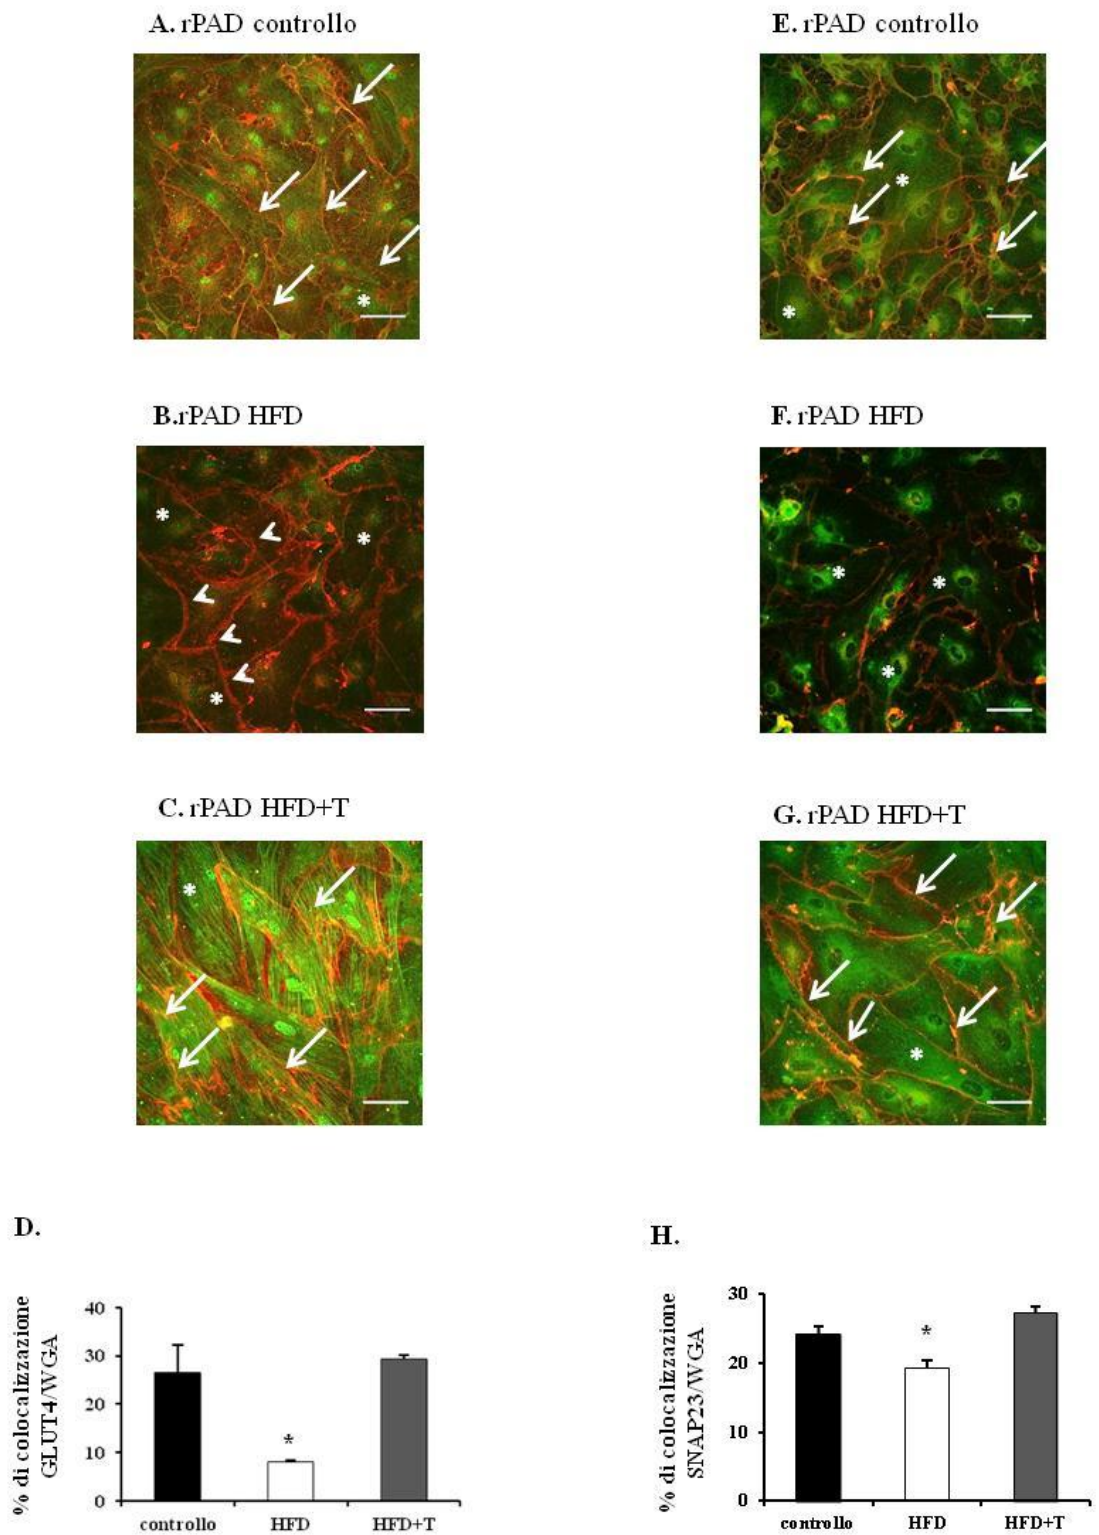 A. rPAD controllo
E. rPAD controllo
*
*
*
B.rPAD HFD
F. rPAD HFD
*
*
*
*
*
*
C. rPAD HFD+T
G. rPAD HFD+T
*
*
D.
% di colocalizzazione
GLUT4/WGA
40
30
20
10
0
*
controllo
HFD
HFD+T
H.
% di colocalizzazione
SNAP23/WGA
30
20
10
0
*
controllo
HFD
HFD+T